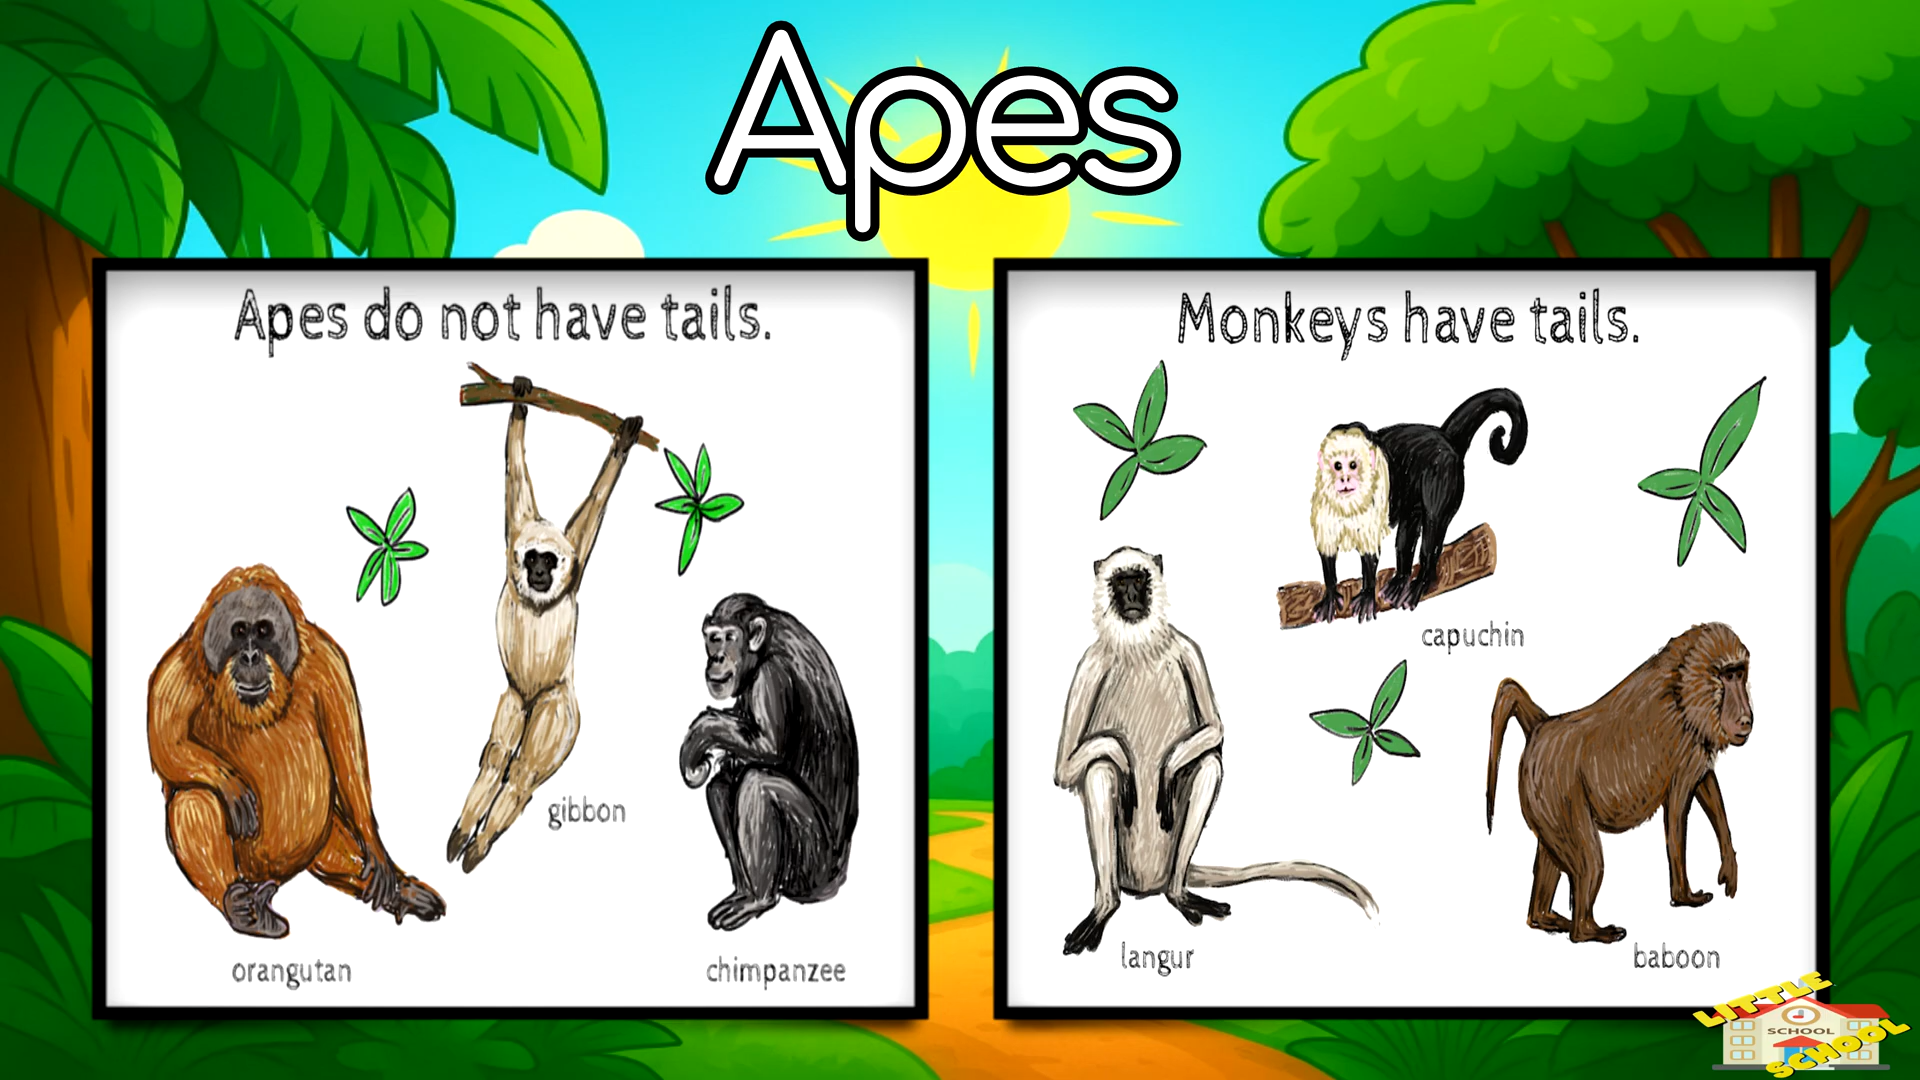 Apes
Apes do not have tails.
gibbon
orangutan
chimpanzee
Monkeys have tails.
capuchin
langur
baboon
LITTLE
SCHOOL
SCHOOL